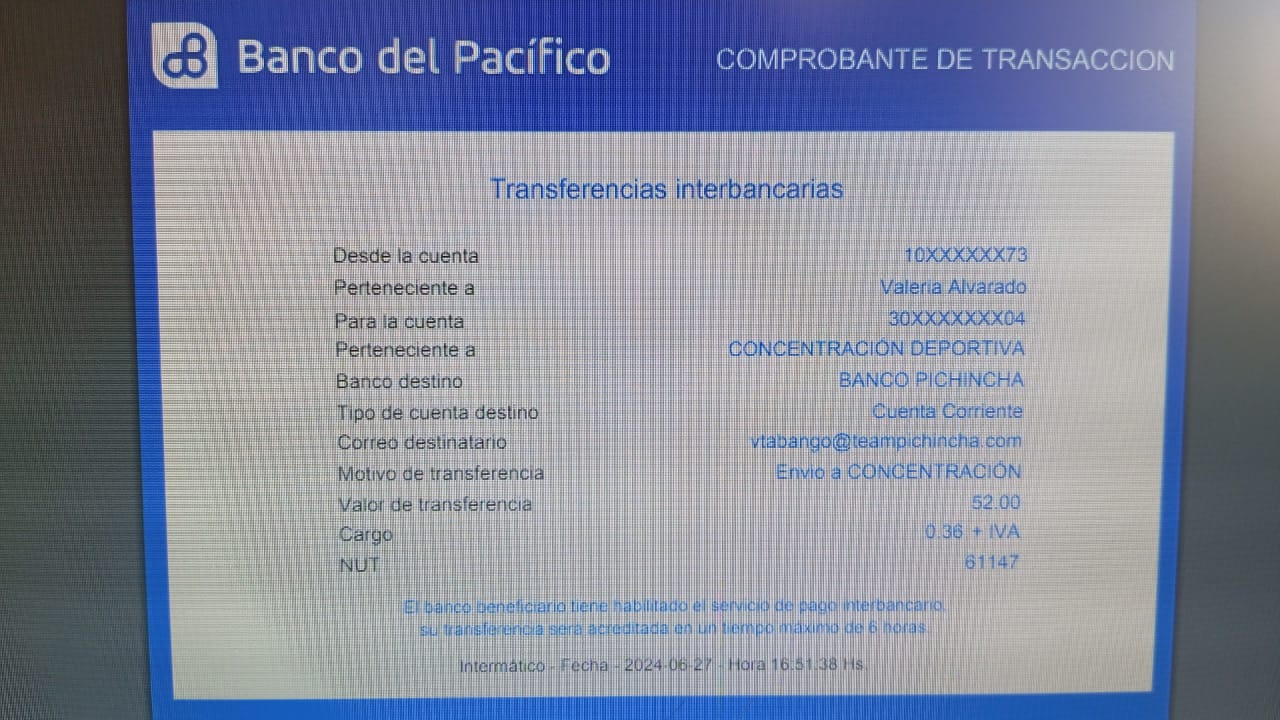 Banco del Pacífico
COMPROBANTE DE TRANSACCION
Transferencias interbancarias
Desde la cuenta 10XXXXXX73
Perteneciente a Valeria Alvarado
Para la cuenta 30XXXXXXX04
Perteneciente a CONCENTRACIÓN DEPORTIVA
Banco destino BANCO PICHINCHA
Tipo de cuenta destino Cuenta Corriente
Correo destinatario vtabango@teampichincha.com
Motivo de transferencia Envio a CONCENTRACIÓN
Valor de transferencia 52.00
Cargo 0.36 + IVA
NUT 61147
El banco beneficiario tiene habilitado el servicio de pago interbancario,
su transferencia será acreditada en un tiempo máximo de 6 horas.
Intermático - Fecha - 2024-06-27 - Hora 16:51:38 Hs.